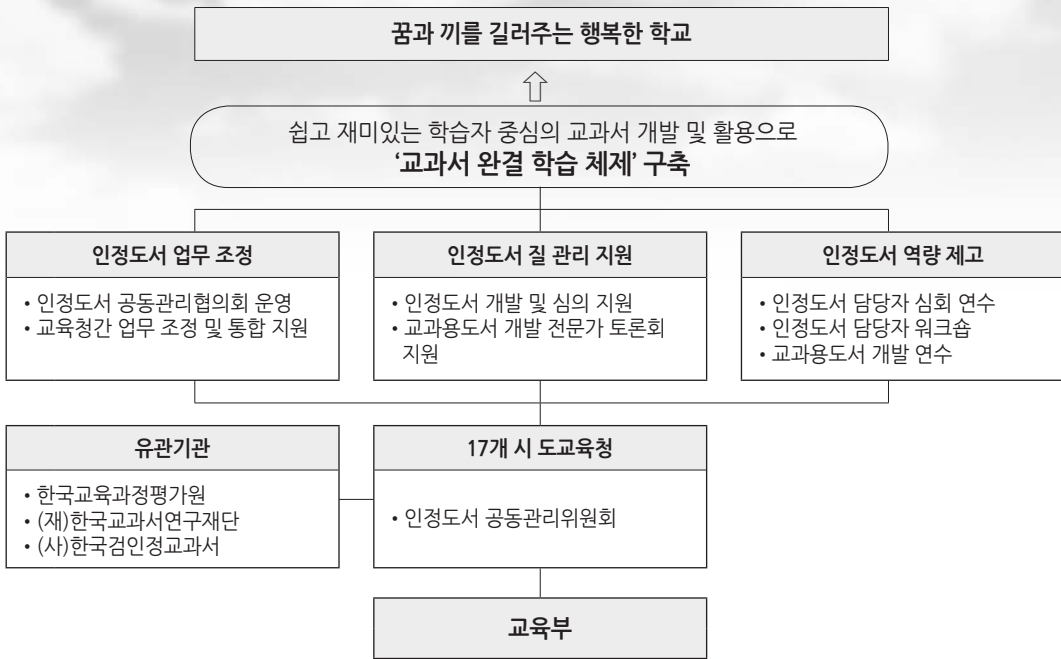 꿈과 끼를 길러주는 행복한 학교
쉽고 재미있는 학습자 중심의 교과서 개발 및 활용으로
‘교과서 완결 학습 체제’ 구축
인정도서 업무 조정
• 인정도서 공동관리협의회 운영
• 교육청간 업무 조정 및 통합 지원
인정도서 질 관리 지원
• 인정도서 개발 및 심의 지원
• 교과용도서 개발 전문가 토론회
지원
인정도서 역량 제고
• 인정도서 담당자 심회 연수
• 인정도서 담당자 워크숍
• 교과용도서 개발 연수
유관기관
• 한국교육과정평가원
• (재)한국교과서연구재단
• (사)한국검인정교과서
17개 시 도교육청
• 인정도서 공동관리위원회
교육부